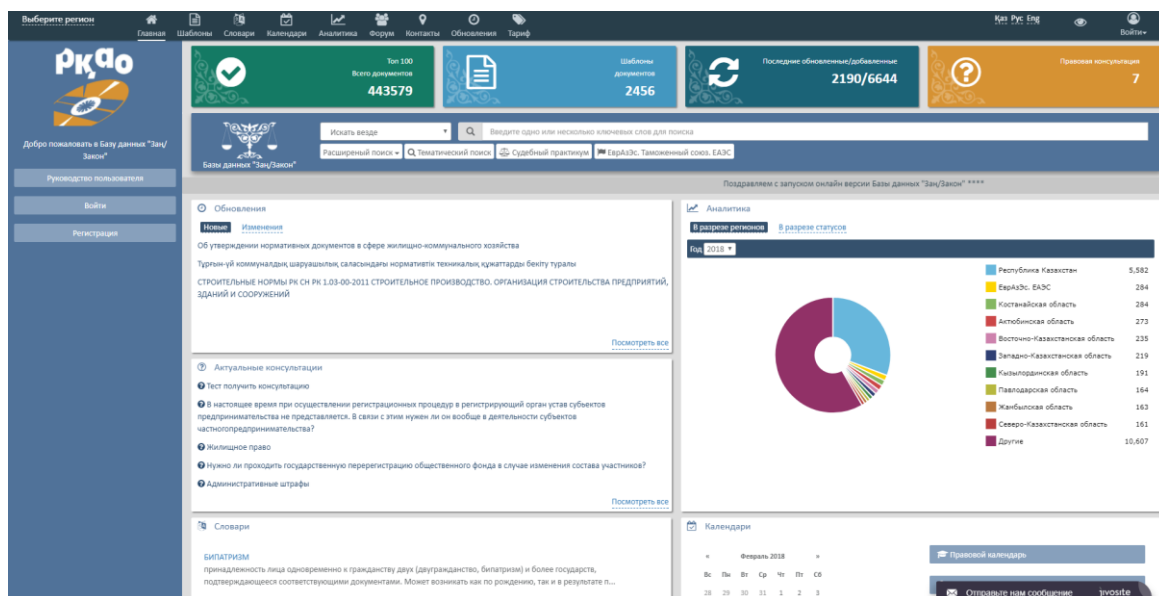 Выберите регион
Главная
Шаблоны
Словари
Календари
Аналитика
Форум
Контакты
Обновления
Тариф
Қаз Рус Eng
Войти
РҚАО
Добро пожаловать в Базу данных "Заң/
Закон"
Руководство пользователя
Войти
Регистрация
Топ 100
Всего документов
443579
Шаблоны
документов
2456
Последние обновленные/добавленные
2190/6644
Правовая консультация
7
Базы данных "Заң/Закон"
Искать везде
Введите одно или несколько ключевых слов для поиска
Расширеный поиск
Тематический поиск
Судебный практикум
ЕврАзЭс. Таможенный союз. ЕАЭС
Поздравляем с запуском онлайн версии Базы данных "Заң/Закон" ****
Обновления
Новые
Изменения
Об утверждении нормативных документов в сфере жилищно-коммунального хозяйства
Тұрғын-үй коммуналдық шаруашылық саласындағы нормативтік техникалық құжаттарды бекіту туралы
СТРОИТЕЛЬНЫЕ НОРМЫ РК СН РК 1.03-00-2011 СТРОИТЕЛЬНОЕ ПРОИЗВОДСТВО. ОРГАНИЗАЦИЯ СТРОИТЕЛЬСТВА ПРЕДПРИЯТИЙ,
ЗДАНИЙ И СООРУЖЕНИЙ
Посмотреть все
Актуальные консультации
Тест получить консультацию
В настоящее время при осуществлении регистрационных процедур в регистрирующий орган устав субъектов
предпринимательства не представляется. В связи с этим нужен ли он вообще в деятельности субъектов
частногопредпринимательства?
Жилищное право
Нужно ли проходить государственную перерегистрацию общественного фонда в случае изменения состава участников?
Административные штрафы
Посмотреть все
Словари
БИПАТРИЗМ
принадлежность лица одновременно к гражданству двух (двугражданство, бипатризм) и более государств,
подтверждающееся соответствующими документами. Может возникать как по рождению, так и в результате п...
Аналитика
В разрезе регионов
В разрезе статусов
Год 2018
Республика Казахстан 5,582
ЕврАзЭс. ЕАЭС 284
Костанайская область 284
Актюбинская область 273
Восточно-Казахстанская область 235
Западно-Казахстанская область 219
Кызылординская область 191
Павлодарская область 164
Жамбылская область 163
Северо-Казахстанская область 161
Другие 10,607
Календари
« Февраль 2018 »
Вс Пн Вт Ср Чт Пт Сб
28 29 30 31 1 2 3
Правовой календарь
Отправьте нам сообщение
jivosite